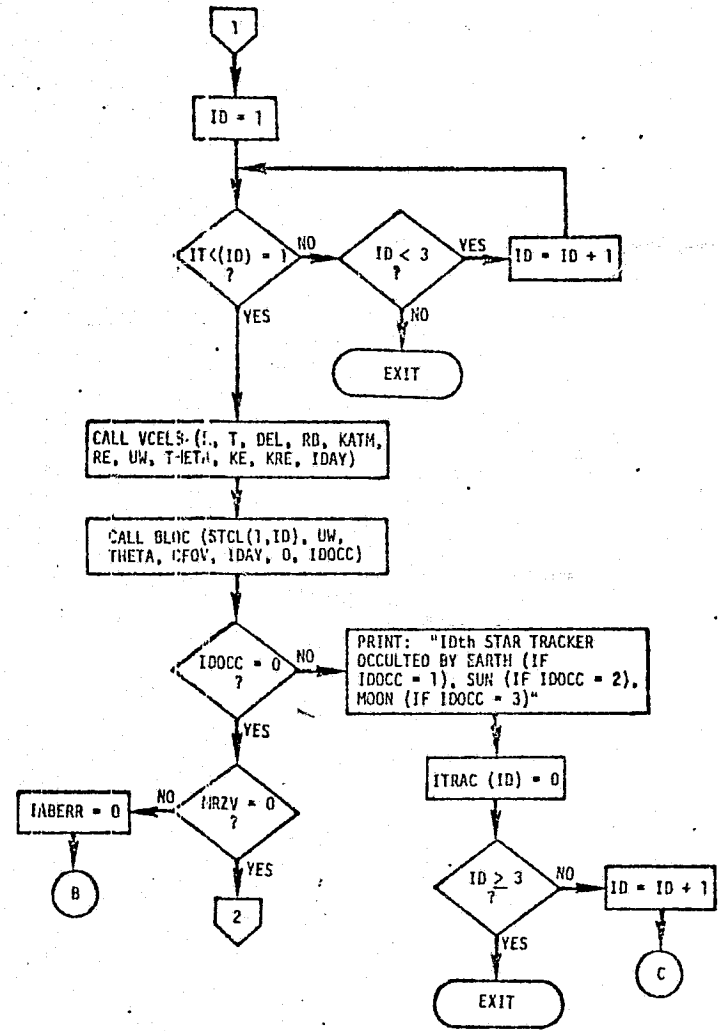 1
ID = 1
IT<(ID) = 1
?
NO
ID < 3
?
YES
ID = ID + 1
YES
NO
EXIT
CALL VCELS (L, T, DEL, RB, KATM,
RE, UW, THETA, KE, KRE, IDAY)
CALL BLOC (STCL(1,ID), UW,
THETA, CFOV, IDAY, 0, IDOCC)
IDOCC = 0
?
NO
PRINT: "IDth STAR TRACKER
OCCULTED BY EARTH (IF
IDOCC = 1), SUN (IF IDOCC = 2),
MOON (IF IDOCC = 3)"
YES
ITRAC (ID) = 0
IABERR = 0
NO
NR2V = 0
?
YES
B
2
ID ≥ 3
?
NO
ID = ID + 1
YES
C
EXIT